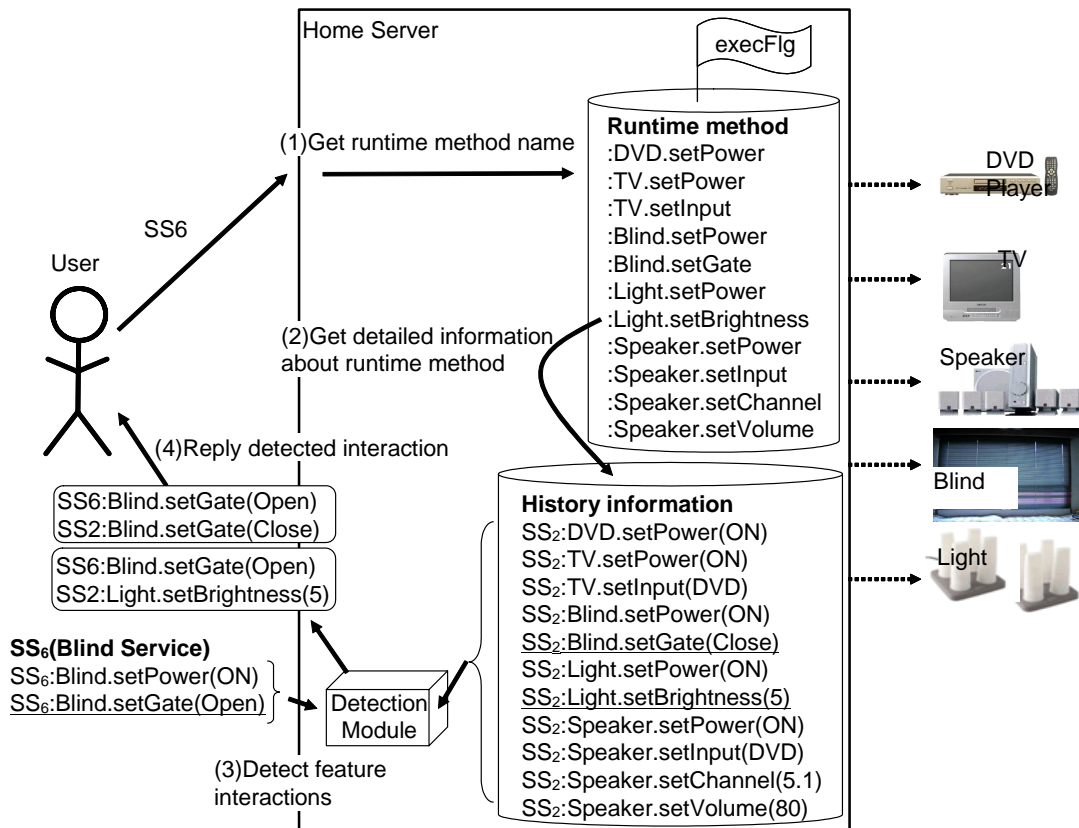 Home Server
execFlg
(1)Get runtime method name
Runtime method
:DVD.setPower
:TV.setPower
:TV.setInput
:Blind.setPower
:Blind.setGate
:Light.setPower
:Light.setBrightness
:Speaker.setPower
:Speaker.setInput
:Speaker.setChannel
:Speaker.setVolume
DVD
Player
TV
Speaker
Blind
Light
SS6
User
(2)Get detailed information
about runtime method
(4)Reply detected interaction
SS6:Blind.setGate(Open)
SS2:Blind.setGate(Close)
SS6:Blind.setGate(Open)
SS2:Light.setBrightness(5)
History information
SS₂:DVD.setPower(ON)
SS₂:TV.setPower(ON)
SS₂:TV.setInput(DVD)
SS₂:Blind.setPower(ON)
SS₂:Blind.setGate(Close)
SS₂:Light.setPower(ON)
SS₂:Light.setBrightness(5)
SS₂:Speaker.setPower(ON)
SS₂:Speaker.setInput(DVD)
SS₂:Speaker.setChannel(5.1)
SS₂:Speaker.setVolume(80)
SS₆(Blind Service)
SS₆:Blind.setPower(ON)
SS₆:Blind.setGate(Open)
Detection
Module
(3)Detect feature
interactions